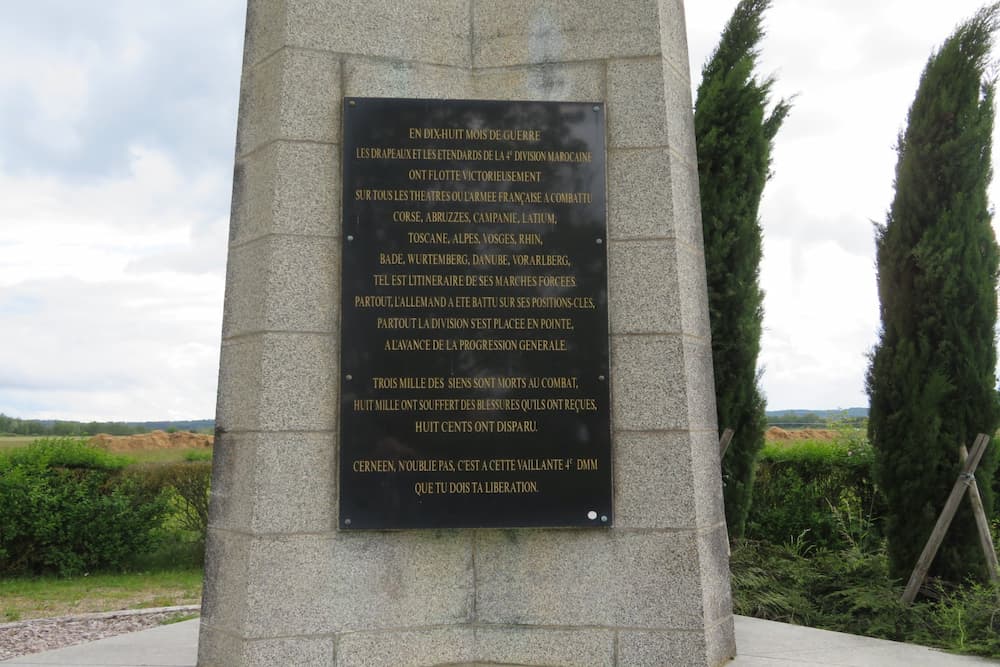 EN DIX-HUIT MOIS DE GUERRE
LES DRAPEAUX ET LES ETENDARDS DE LA 4e DIVISION MAROCAINE
ONT FLOTTE VICTORIEUSEMENT
SUR TOUS LES THEATRES OU L'ARMEE FRANÇAISE A COMBATTU
CORSE, ABRUZZES, CAMPANIE, LATIUM,
TOSCANE, ALPES, VOSGES, RHIN,
BADE, WURTEMBERG, DANUBE, VORARLBERG,
TEL EST L'ITINERAIRE DE SES MARCHES FORCEES.
PARTOUT, L'ALLEMAND A ETE BATTU SUR SES POSITIONS-CLES,
PARTOUT LA DIVISION S'EST PLACEE EN POINTE,
A L'AVANCE DE LA PROGRESSION GENERALE.
TROIS MILLE DES SIENS SONT MORTS AU COMBAT,
HUIT MILLE ONT SOUFFERT DES BLESSURES QU'ILS ONT REÇUES,
HUIT CENTS ONT DISPARU.
CERNEEN, N'OUBLIE PAS, C'EST A CETTE VAILLANTE 4e DMM
QUE TU DOIS TA LIBERATION.